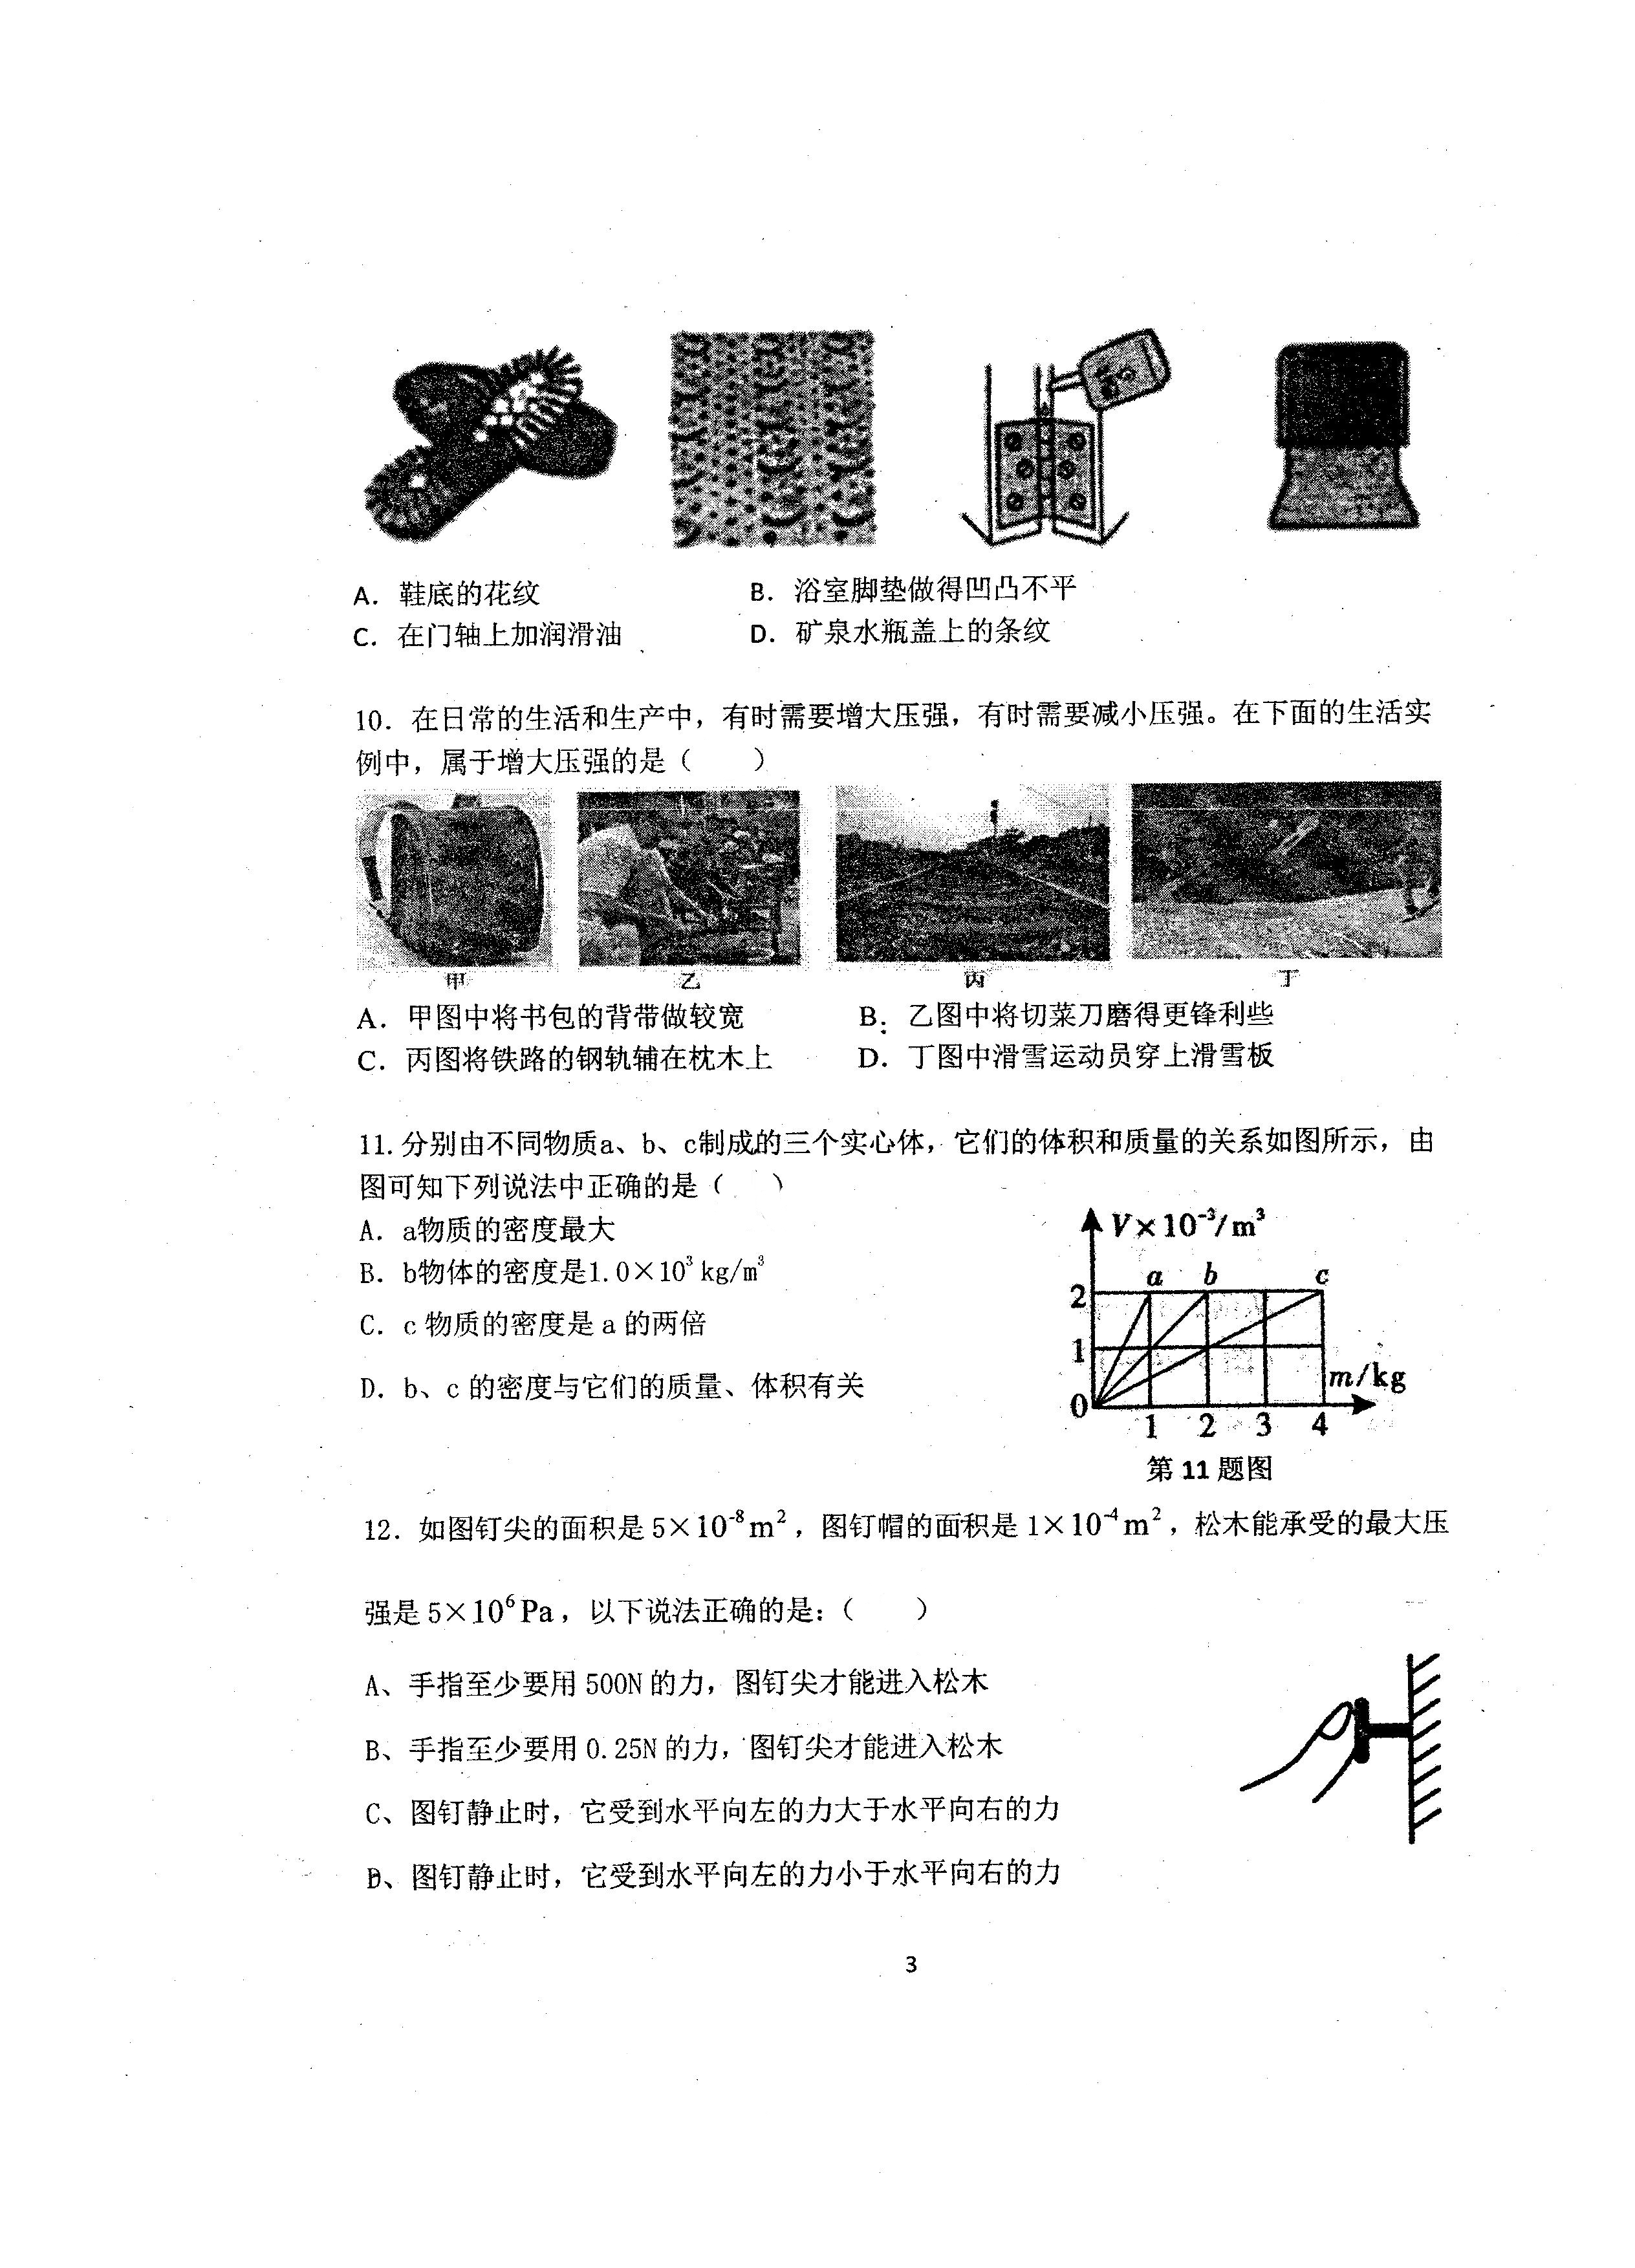 A. 鞋底的花纹 B. 浴室脚垫做得凹凸不平
C. 在门轴上加润滑油 D. 矿泉水瓶盖上的条纹
10. 在日常的生活和生产中，有时需要增大压强，有时需要减小压强。在下面的生活实
例中，属于增大压强的是（ ）
甲 乙 丙 丁
A. 甲图中将书包的背带做较宽 B. 乙图中将切菜刀磨得更锋利些
C. 丙图将铁路的钢轨辅在枕木上 D. 丁图中滑雪运动员穿上滑雪板
11. 分别由不同物质a、b、c制成的三个实心体，它们的体积和质量的关系如图所示，由
图可知下列说法中正确的是（ ）
A. a物质的密度最大
B. b物体的密度是1.0×10³ kg/m³
C. c 物质的密度是 a 的两倍
D. b、c 的密度与它们的质量、体积有关
V×10⁻³/m³
a b c
2
1
m/kg
0
1 2 3 4
第 11 题图
12. 如图钉尖的面积是 5×10⁻⁸m²，图钉帽的面积是 1×10⁻⁴m²，松木能承受的最大压
强是 5×10⁶Pa，以下说法正确的是：（ ）
A、手指至少要用 500N 的力，图钉尖才能进入松木
B、手指至少要用 0.25N 的力，图钉尖才能进入松木
C、图钉静止时，它受到水平向左的力大于水平向右的力
D、图钉静止时，它受到水平向左的力小于水平向右的力
3